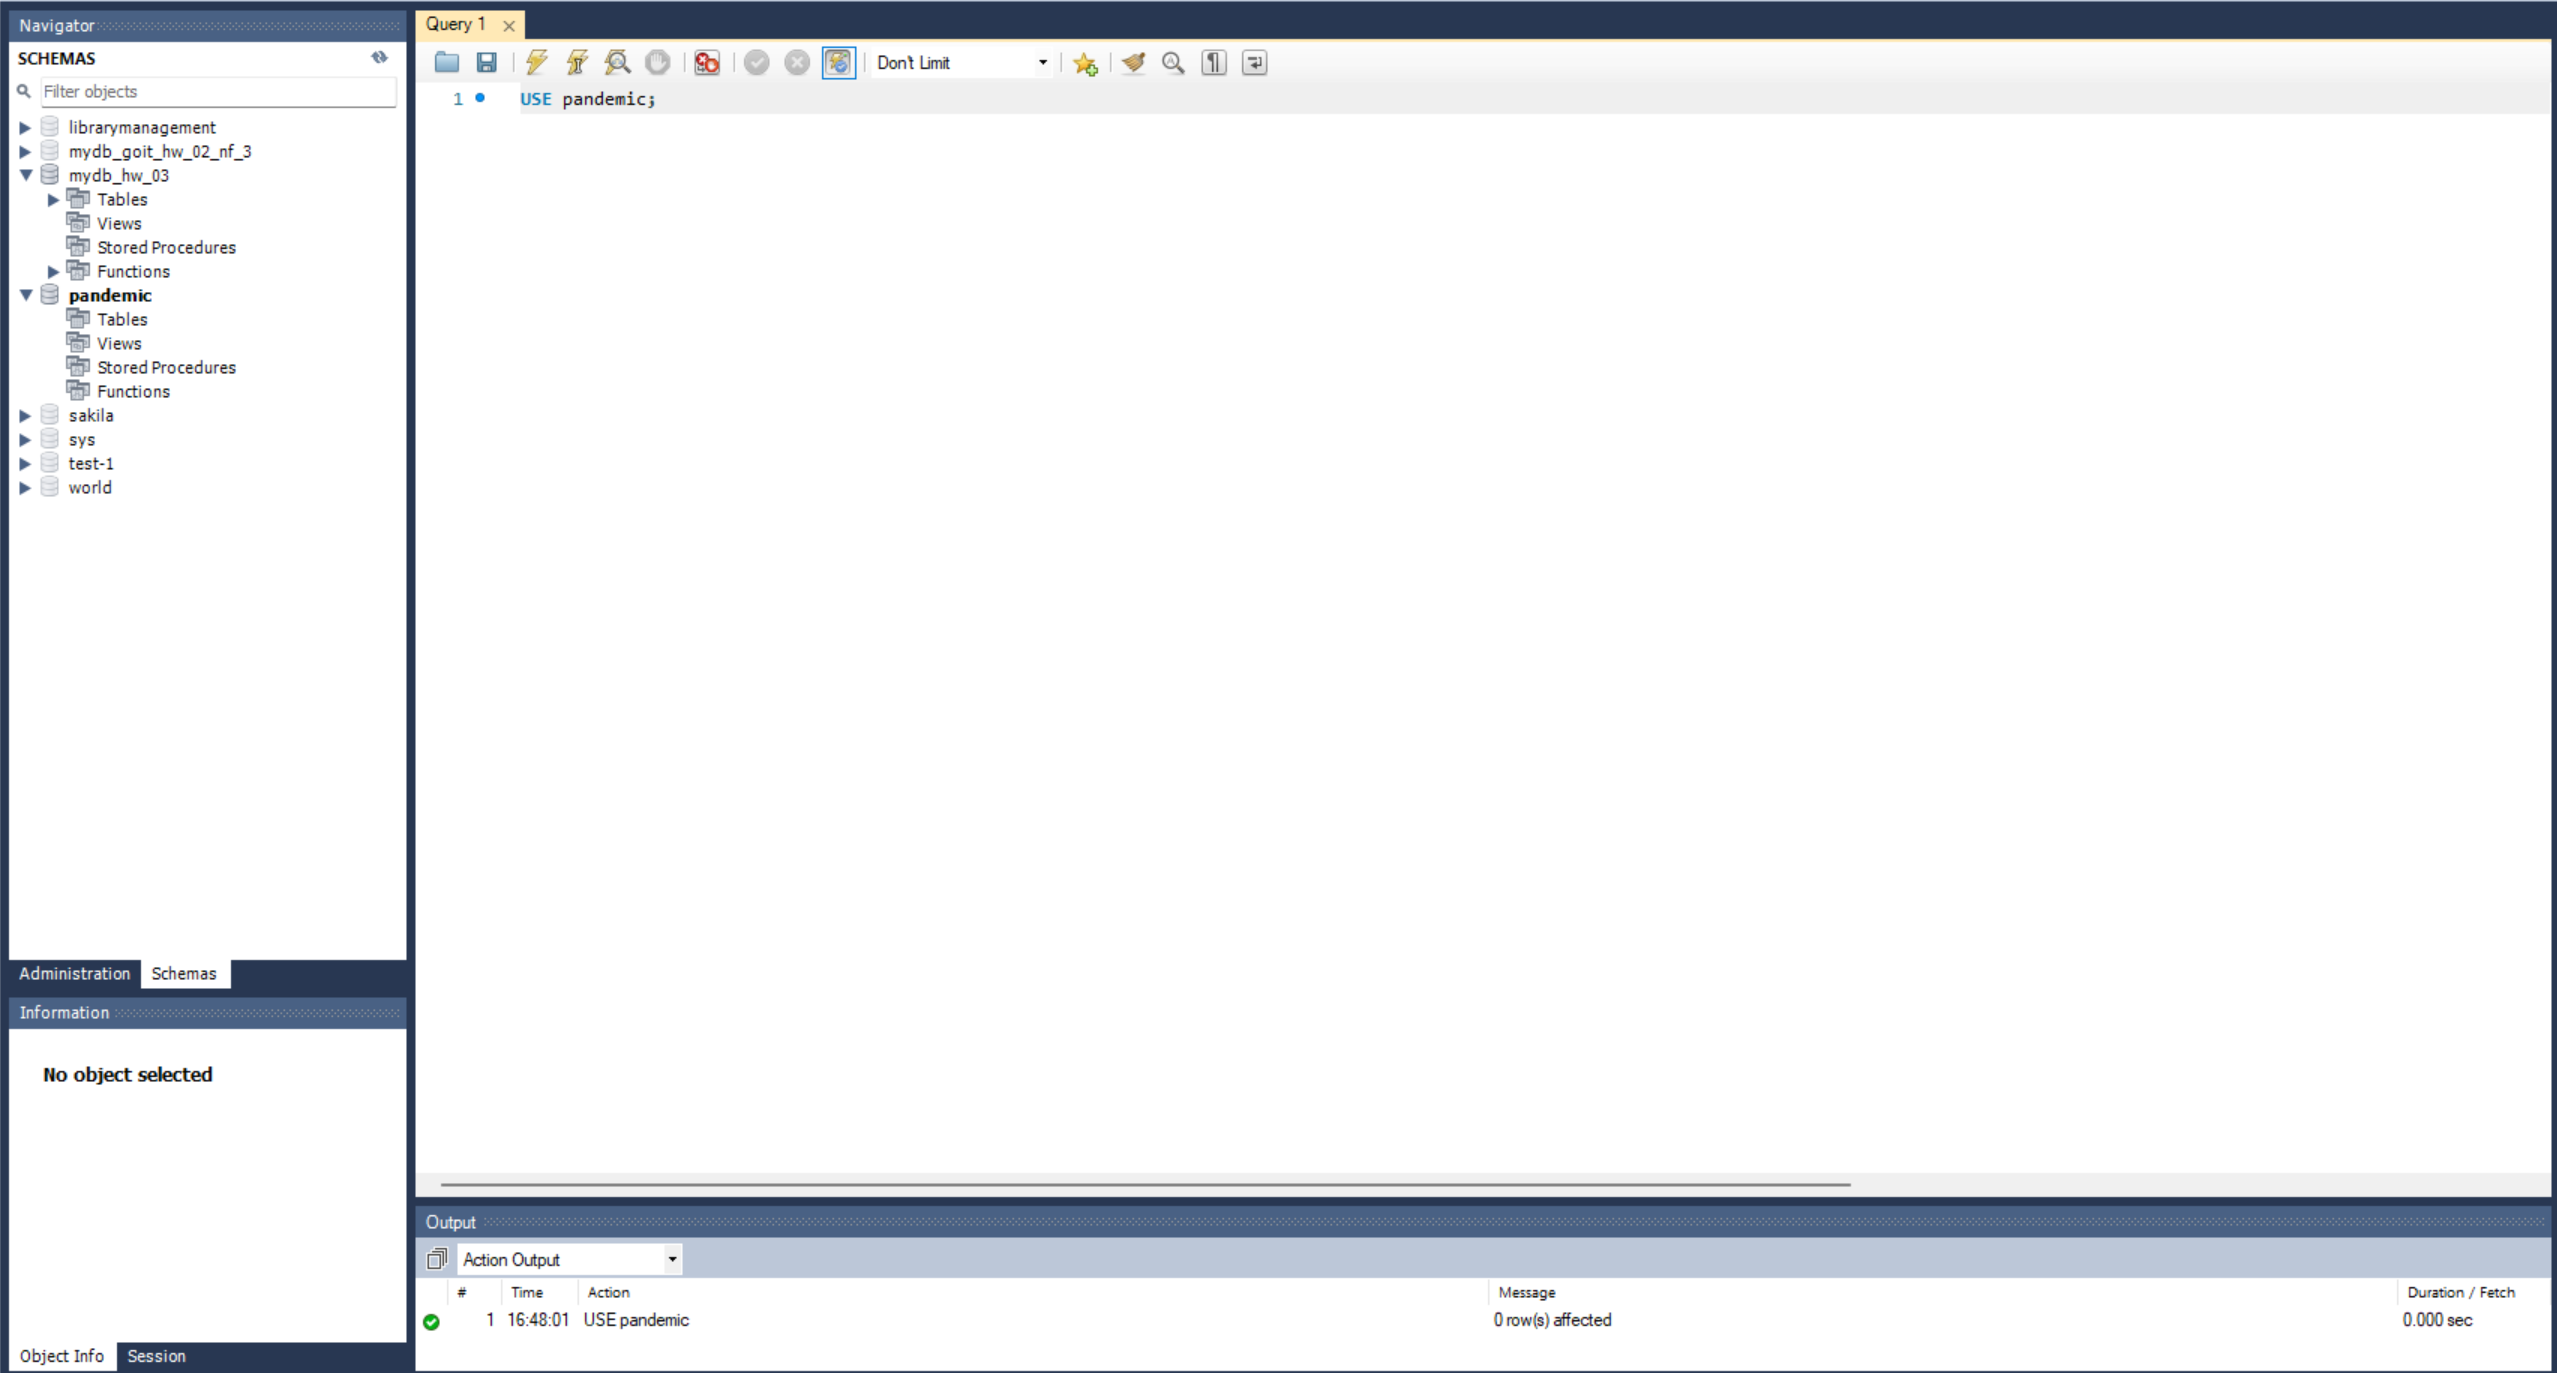 Navigator
SCHEMAS
Filter objects
librarymanagement
mydb_goit_hw_02_nf_3
mydb_hw_03
Tables
Views
Stored Procedures
Functions
pandemic
Tables
Views
Stored Procedures
Functions
sakila
sys
test-1
world
Administration Schemas
Information
No object selected
Object Info Session
Query 1
Don't Limit
1 USE pandemic;
Output
Action Output
# Time Action Message Duration / Fetch
1 16:48:01 USE pandemic 0 row(s) affected 0.000 sec